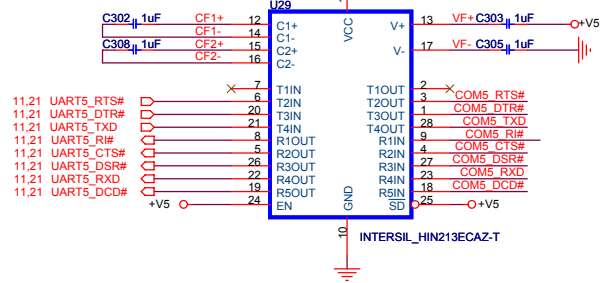 U29
C302 1uF CF1+ 12 C1+ VCC V+ 13 VF+ C303 1uF +V5
CF1- 14 C1-
C308 1uF CF2+ 15 C2+ V- 17 VF- C305 1uF
CF2- 16 C2-
7 T1IN T1OUT 2
11,21 UART5_RTS# 6 T2IN T2OUT 3 COM5_RTS#
11,21 UART5_DTR# 20 T3IN T3OUT 1 COM5_DTR#
11,21 UART5_TXD 21 T4IN T4OUT 28 COM5_TXD
11,21 UART5_RI# 8 R1OUT R1IN 9 COM5_RI#
11,21 UART5_CTS# 5 R2OUT R2IN 4 COM5_CTS#
11,21 UART5_DSR# 26 R3OUT R3IN 27 COM5_DSR#
11,21 UART5_RXD 22 R4OUT R4IN 23 COM5_RXD
11,21 UART5_DCD# 19 R5OUT R5IN 18 COM5_DCD#
+V5 24 EN GND SD 25 +V5
10
INTERSIL_HIN213ECAZ-T